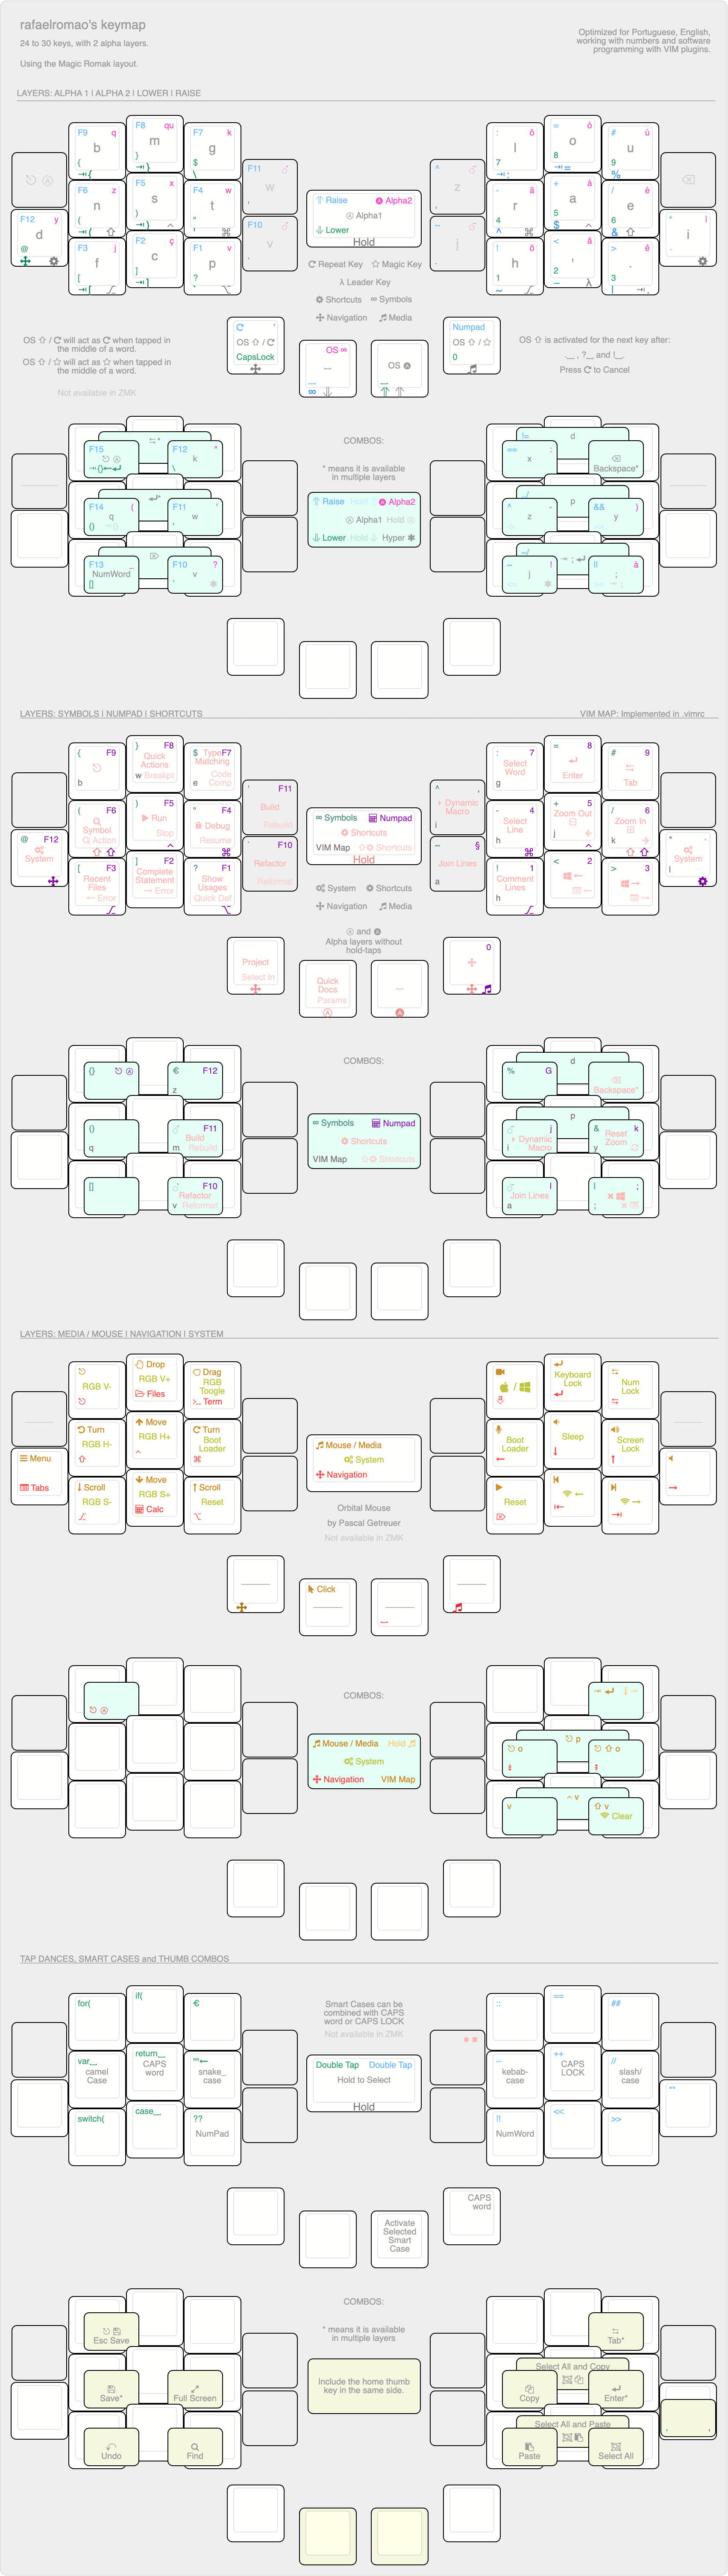 rafaelromao's keymap
24 to 30 keys, with 2 alpha layers.
Using the Magic Romak layout.
Optimized for Portuguese, English,
working with numbers and software
programming with VIM plugins.
LAYERS: ALPHA 1 | ALPHA 2 | LOWER | RAISE
F9 q
b
{
F8 qu
m
}
F7 k
g
$
\
F11
w
'
F6 z
n
(
F5 x
s
)
F4 t w
"
F10
v
F12 y
d
@
F3 j
f
[
F2 ç
c
]
F1 v
p
?
Raise Alpha2
Alpha1
Lower
Hold
Repeat Key Magic Key
λ Leader Key
Shortcuts ∞ Symbols
Navigation Media
^
z
,
: ô
l
7
= ó
o
8
# ú
u
9
%
- ã
r
4
^
+ à
a
5
$
/ é
e
6
&
j
* í
i
! õ
h
1
~
< â
,
2
λ
> ê
.
3
|
OS ⇧ / will act as when tapped in
the middle of a word.
OS ⇧ / will act as ☆ when tapped in
the middle of a word.
Not available in ZMK
OS ⇧ /
CapsLock
OS ∞
OS
Numpad
OS ⇧ / ☆
0
OS ⇧ is activated for the next key after:
Press to Cancel
COMBOS:
* means it is available
in multiple layers
Raise Hold Alpha2
Alpha1 Hold
Lower Hold Hyper
F15
F12 "
k
\
F14 (
q
()
F11 '
w
F13 _
NumWord
[]
F10 ?
v
!= d
== :
x
Backspace*
p
^ -
z
&& )
y
~ !
j
|| à
;
LAYERS: SYMBOLS | NUMPAD | SHORTCUTS
VIM MAP: Implemented in .vimrc
{ F9
b
} F8
Quick
Actions
w Breakpt
$ Type F7
Matching
Code
e Comp
' F11
Build
Rebuild
( F6
Symbol
Action
) F5
Run
Stop
" F4
Debug
Resume
F10
Refactor
Reformat
@ F12
System
[ F3
Recent
Files
Error
] F2
Complete
Statement
Error
? F1
Show
Usages
Quick Def
∞ Symbols Numpad
Shortcuts
VIM Map Shortcuts
Hold
System Shortcuts
Navigation Media
and
Alpha layers without
hold-taps
^ ,
Dynamic
Macro
i
: 7
Select
Word
g
= 8
Enter
# 9
Tab
- 4
Select
Line
h
+ 5
Zoom Out
j
/ 6
Zoom In
k
~ §
Join Lines
a
* .
System
l
! 1
Comment
Lines
h
< 2
> 3
Project
Select In
Quick
Docs
Params
0
COMBOS:
∞ Symbols Numpad
Shortcuts
VIM Map Shortcuts
{}
€ F12
z
()
q
F11
Build
m Rebuild
[]
F10
Refactor
v Reformat
d
% G
Backspace*
p
j
Dynamic
i Macro
& k
Reset
y Zoom
I
Join Lines
a
| ;
;
LAYERS: MEDIA / MOUSE | NAVIGATION | SYSTEM
RGB V-
Drop
RGB V+
Files
Drag
RGB
Toogle
Term
Turn
RGB H-
Move
RGB H+
Turn
Boot
Loader
Menu
Tabs
Scroll
RGB S-
Move
RGB S+
Calc
Scroll
Reset
Mouse / Media
System
Navigation
Orbital Mouse
by Pascal Getreuer
Not available in ZMK
/
a
Keyboard
Lock
Num
Lock
Boot
Loader
Sleep
Screen
Lock
Reset
Click
COMBOS:
Mouse / Media Hold
System
Navigation VIM Map
p
o
o
v
v
v
Clear
TAP DANCES, SMART CASES and THUMB COMBOS
for(
if(
€
var_
camel
Case
return_
CAPS
word
snake_
case
switch(
case_
??
NumPad
Smart Cases can be
combined with CAPS
word or CAPS LOCK
Not available in ZMK
Double Tap Double Tap
Hold to Select
Hold
::
==
##
--
kebab-
case
++
CAPS
LOCK
//
slash/
case
**
!!
NumWord
<<
>>
Activate
Selected
Smart
Case
CAPS
word
COMBOS:
* means it is available
in multiple layers
Include the home thumb
key in the same side.
Esc Save
Save*
Full Screen
Undo
Find
Tab*
Select All and Copy
Copy
Enter*
Select All and Paste
Paste
Select All